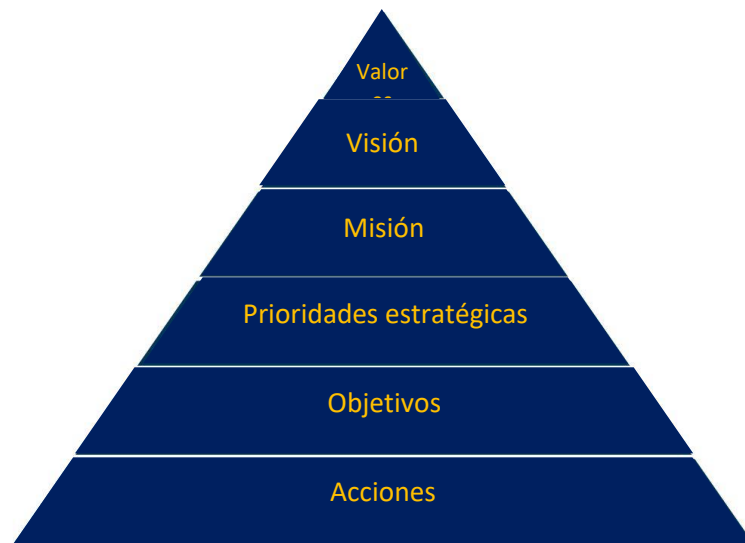 Valor
Visión
Misión
Prioridades estratégicas
Objetivos
Acciones